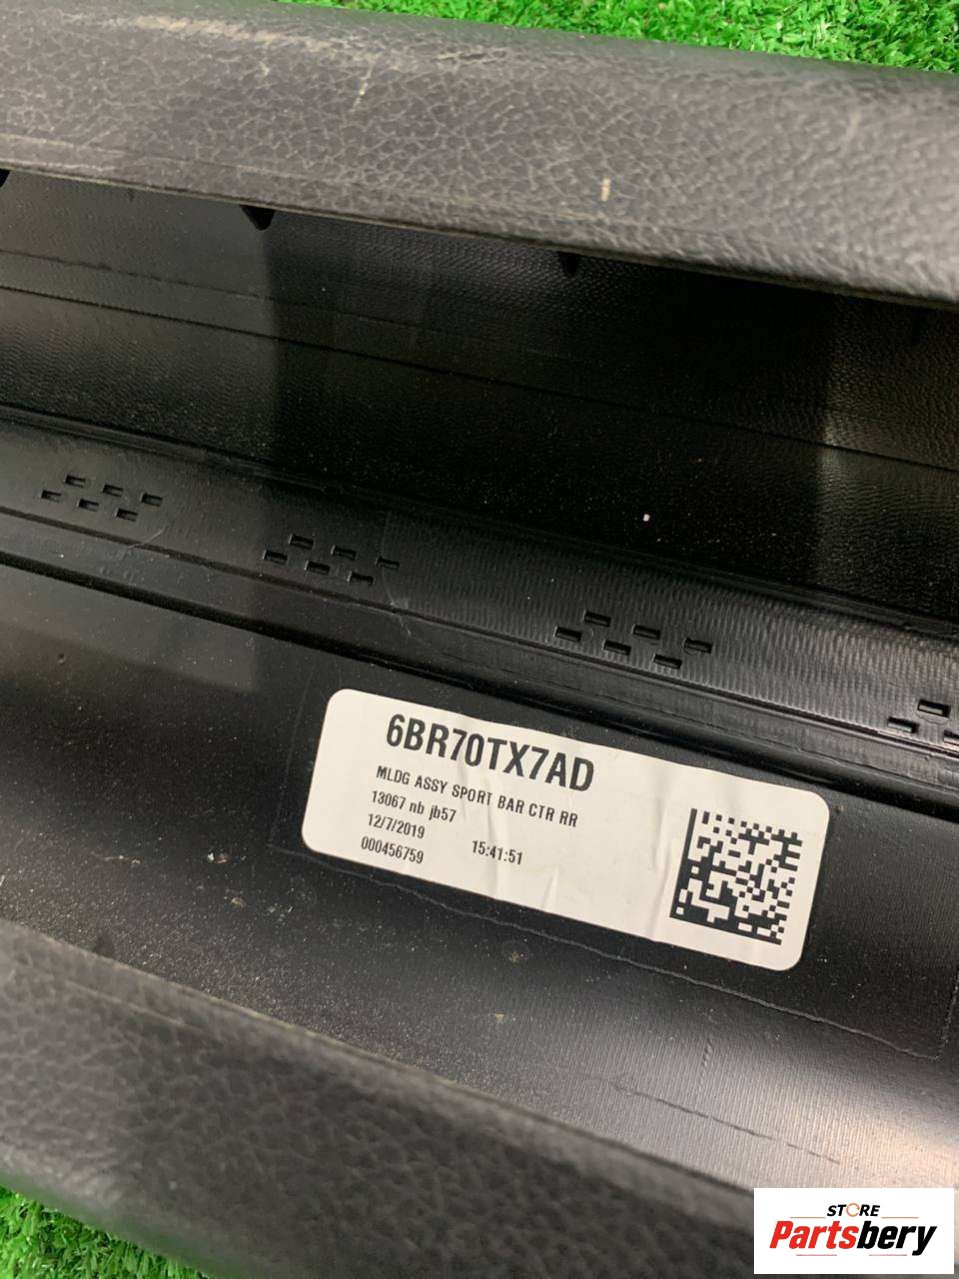 6BR70TX7AD
MLDG ASSY SPORT BAR CTR RR
13067 nb jb57
12/7/2019 15:41:51
000456759
STORE
Partsbery